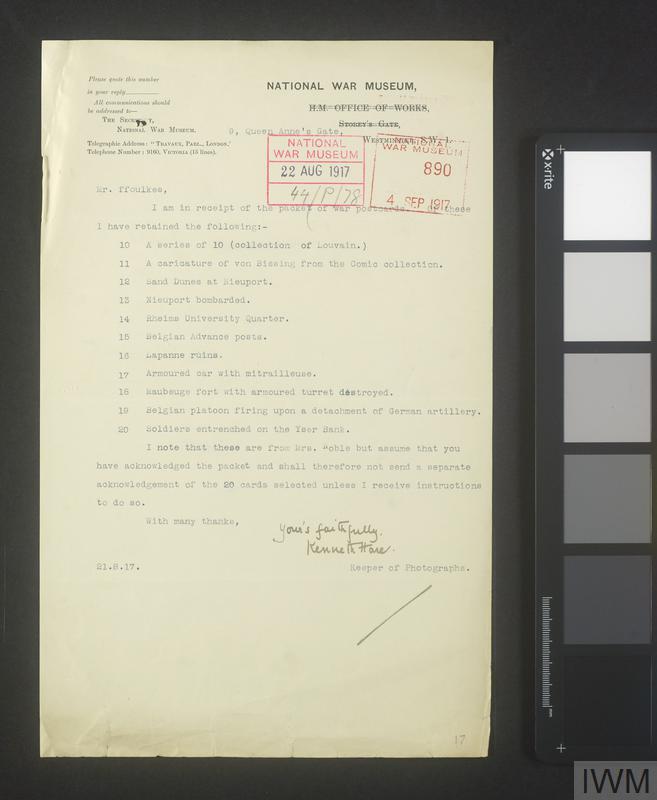 Please quote this number
in your reply
All communications should
be addressed to—
The Sec
National War Museum.
Telegraphic Address: "Travaux, Parl., London."
Telephone Number: 9160, Victoria (15 lines).
NATIONAL WAR MUSEUM,
H.M. OFFICE OF WORKS,
Storey's Gate,
9, Queen Anne's Gate,
Westminster, S.W. 1.
NATIONAL
WAR MUSEUM
22 AUG 1917
44/P/78
NATIONAL
WAR MUSEUM
890
4 SEP 1917
Mr. ffoulkes,
I am in receipt of the packet of war postcards. Of these
I have retained the following:-
10 A series of 10 (collection of Louvain.)
11 A caricature of von Bissing from the Comic collection.
12 Sand Dunes at Nieuport.
13 Nieuport bombarded.
14 Rheims University Quarter.
15 Belgian Advance posts.
16 Lapanne ruins.
17 Armoured car with mitrailleuse.
18 Maubeuge fort with armoured turret destroyed.
19 Belgian platoon firing upon a detachment of German artillery.
20 Soldiers entrenched on the Yser Bank.
I note that these are from Mrs. Noble but assume that you
have acknowledged the packet and shall therefore not send a separate
acknowledgement of the 20 cards selected unless I receive instructions
to do so.
With many thanks,
Your's faithfully.
Kenneth Hare.
21.8.17.
Keeper of Photographs.
17
x-rite
mm
IWM